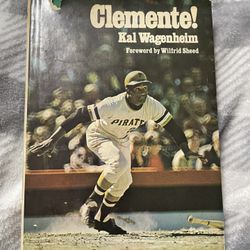 Clemente!
Kal Wagenheim
Foreword by Wilfrid Sheed
PIRATES